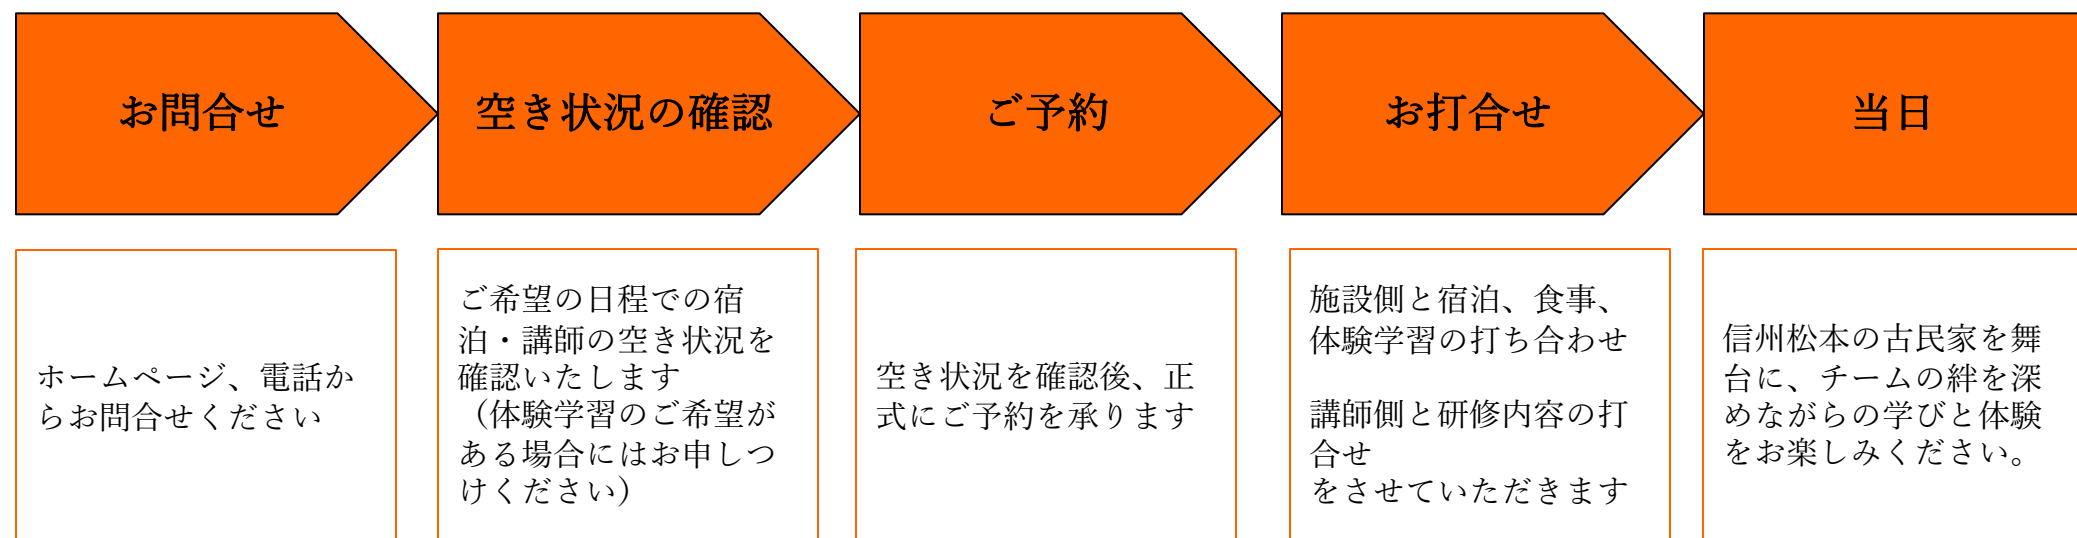 お問合せ
空き状況の確認
ご予約
お打合せ
当日
ホームページ、電話か
らお問合せください
ご希望の日程での宿
泊・講師の空き状況を
確認いたします
（体験学習のご希望が
ある場合にはお申しつ
けください）
空き状況を確認後、正
式にご予約を承ります
施設側と宿泊、食事、
体験学習の打ち合わせ
講師側と研修内容の打
合せ
をさせていただきます
信州松本の古民家を舞
台に、チームの絆を深
めながらの学びと体験
をお楽しみください。